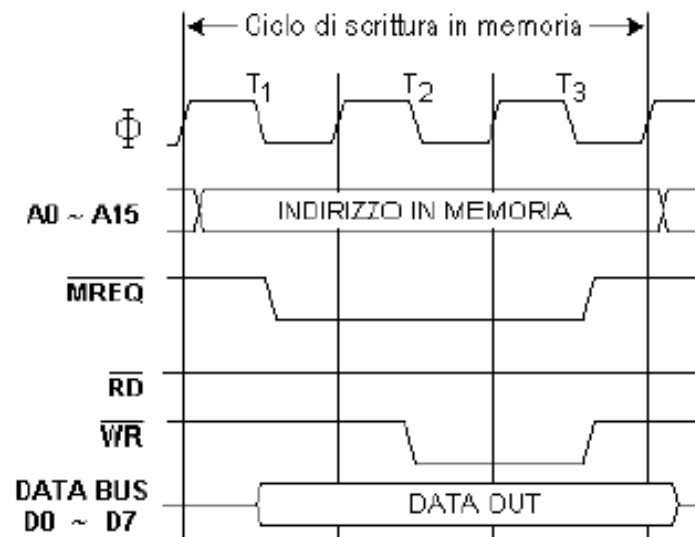 Ciclo di scrittura in memoria
T1 T2 T3
Φ
A0 ~ A15 INDIRIZZO IN MEMORIA
MREQ
RD
WR
DATA BUS
D0 ~ D7
DATA OUT